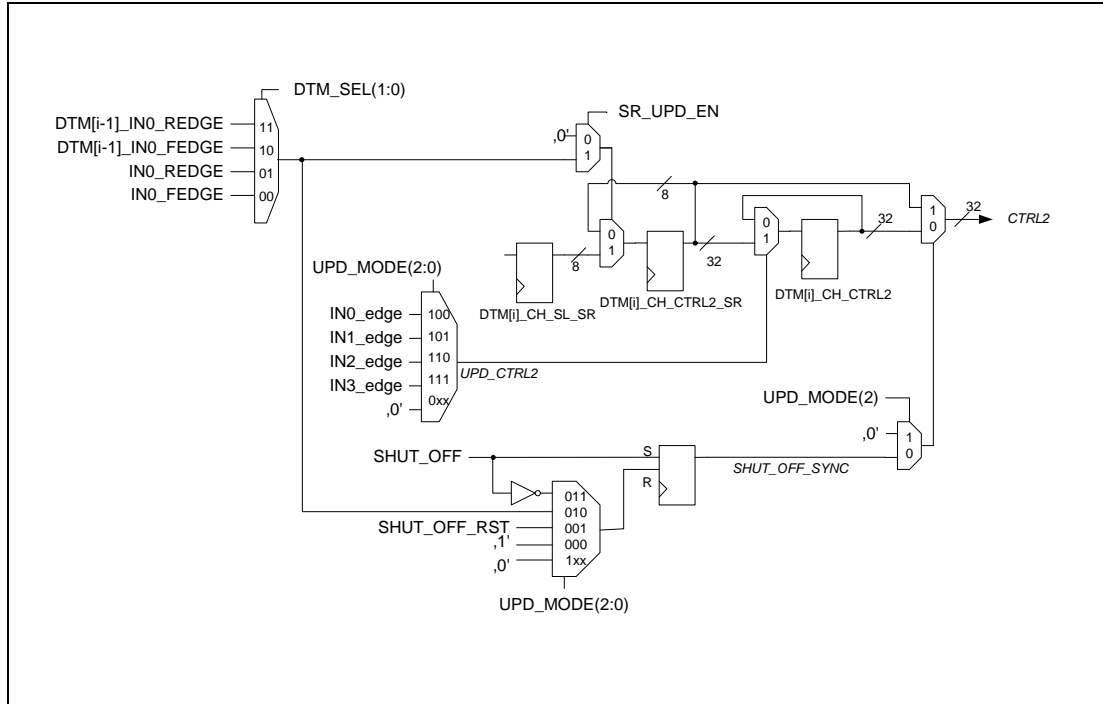 DTM_SEL(1:0)
DTM[i-1]_IN0_REDGE
11
DTM[i-1]_IN0_FEDGE
10
IN0_REDGE
01
IN0_FEDGE
00
SR_UPD_EN
‚0'
0
1
8
0
1
8
DTM[i]_CH_SL_SR
DTM[i]_CH_CTRL2_SR
32
0
1
DTM[i]_CH_CTRL2
32
1
0
32
CTRL2
UPD_MODE(2:0)
IN0_edge
100
IN1_edge
101
IN2_edge
110
IN3_edge
111
‚0'
0xx
UPD_CTRL2
UPD_MODE(2)
‚0'
1
0
SHUT_OFF
S
R
SHUT_OFF_SYNC
011
010
SHUT_OFF_RST
001
‚1'
000
‚0'
1xx
UPD_MODE(2:0)